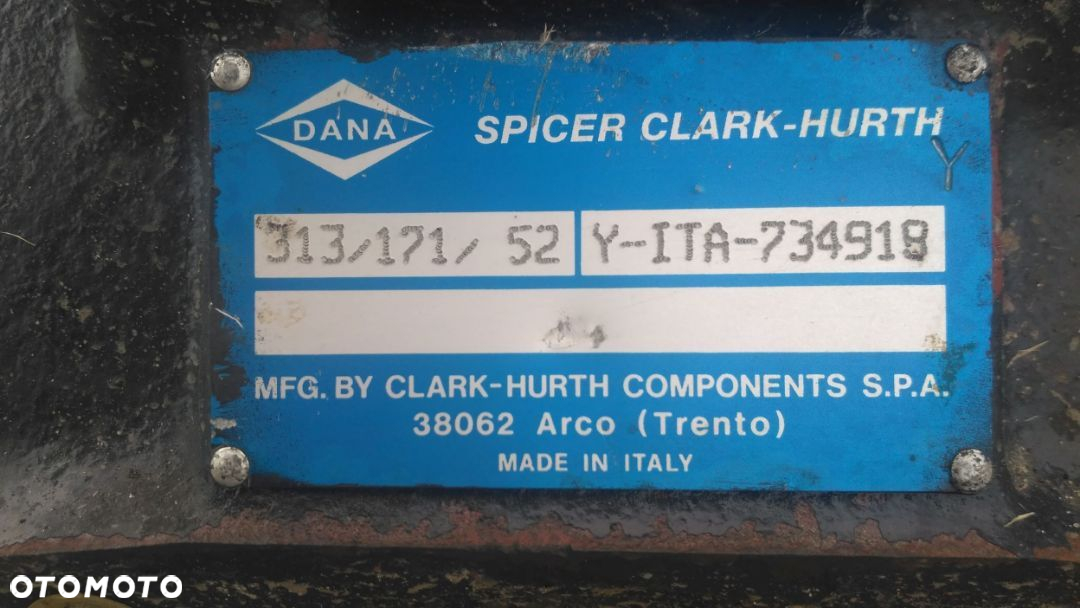 DANA
SPICER CLARK-HURTH
Y
313/171/ 52 Y-ITA-734918
MFG. BY CLARK-HURTH COMPONENTS S.P.A.
38062 Arco (Trento)
MADE IN ITALY
OTOMOTO